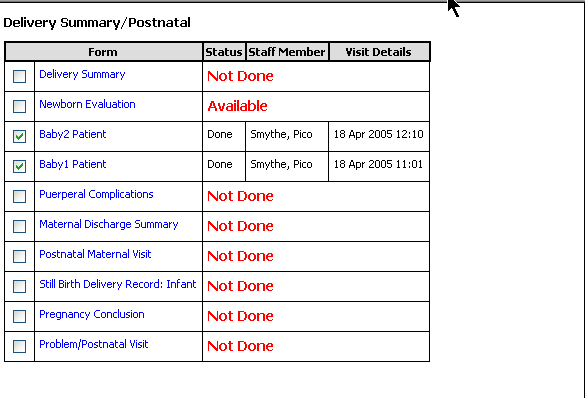 Delivery Summary/Postnatal
Form Status Staff Member Visit Details
Delivery Summary Not Done
Newborn Evaluation Available
Baby2 Patient Done Smythe, Pico 18 Apr 2005 12:10
Baby1 Patient Done Smythe, Pico 18 Apr 2005 11:01
Puerperal Complications Not Done
Maternal Discharge Summary Not Done
Postnatal Maternal Visit Not Done
Still Birth Delivery Record: Infant Not Done
Pregnancy Conclusion Not Done
Problem/Postnatal Visit Not Done